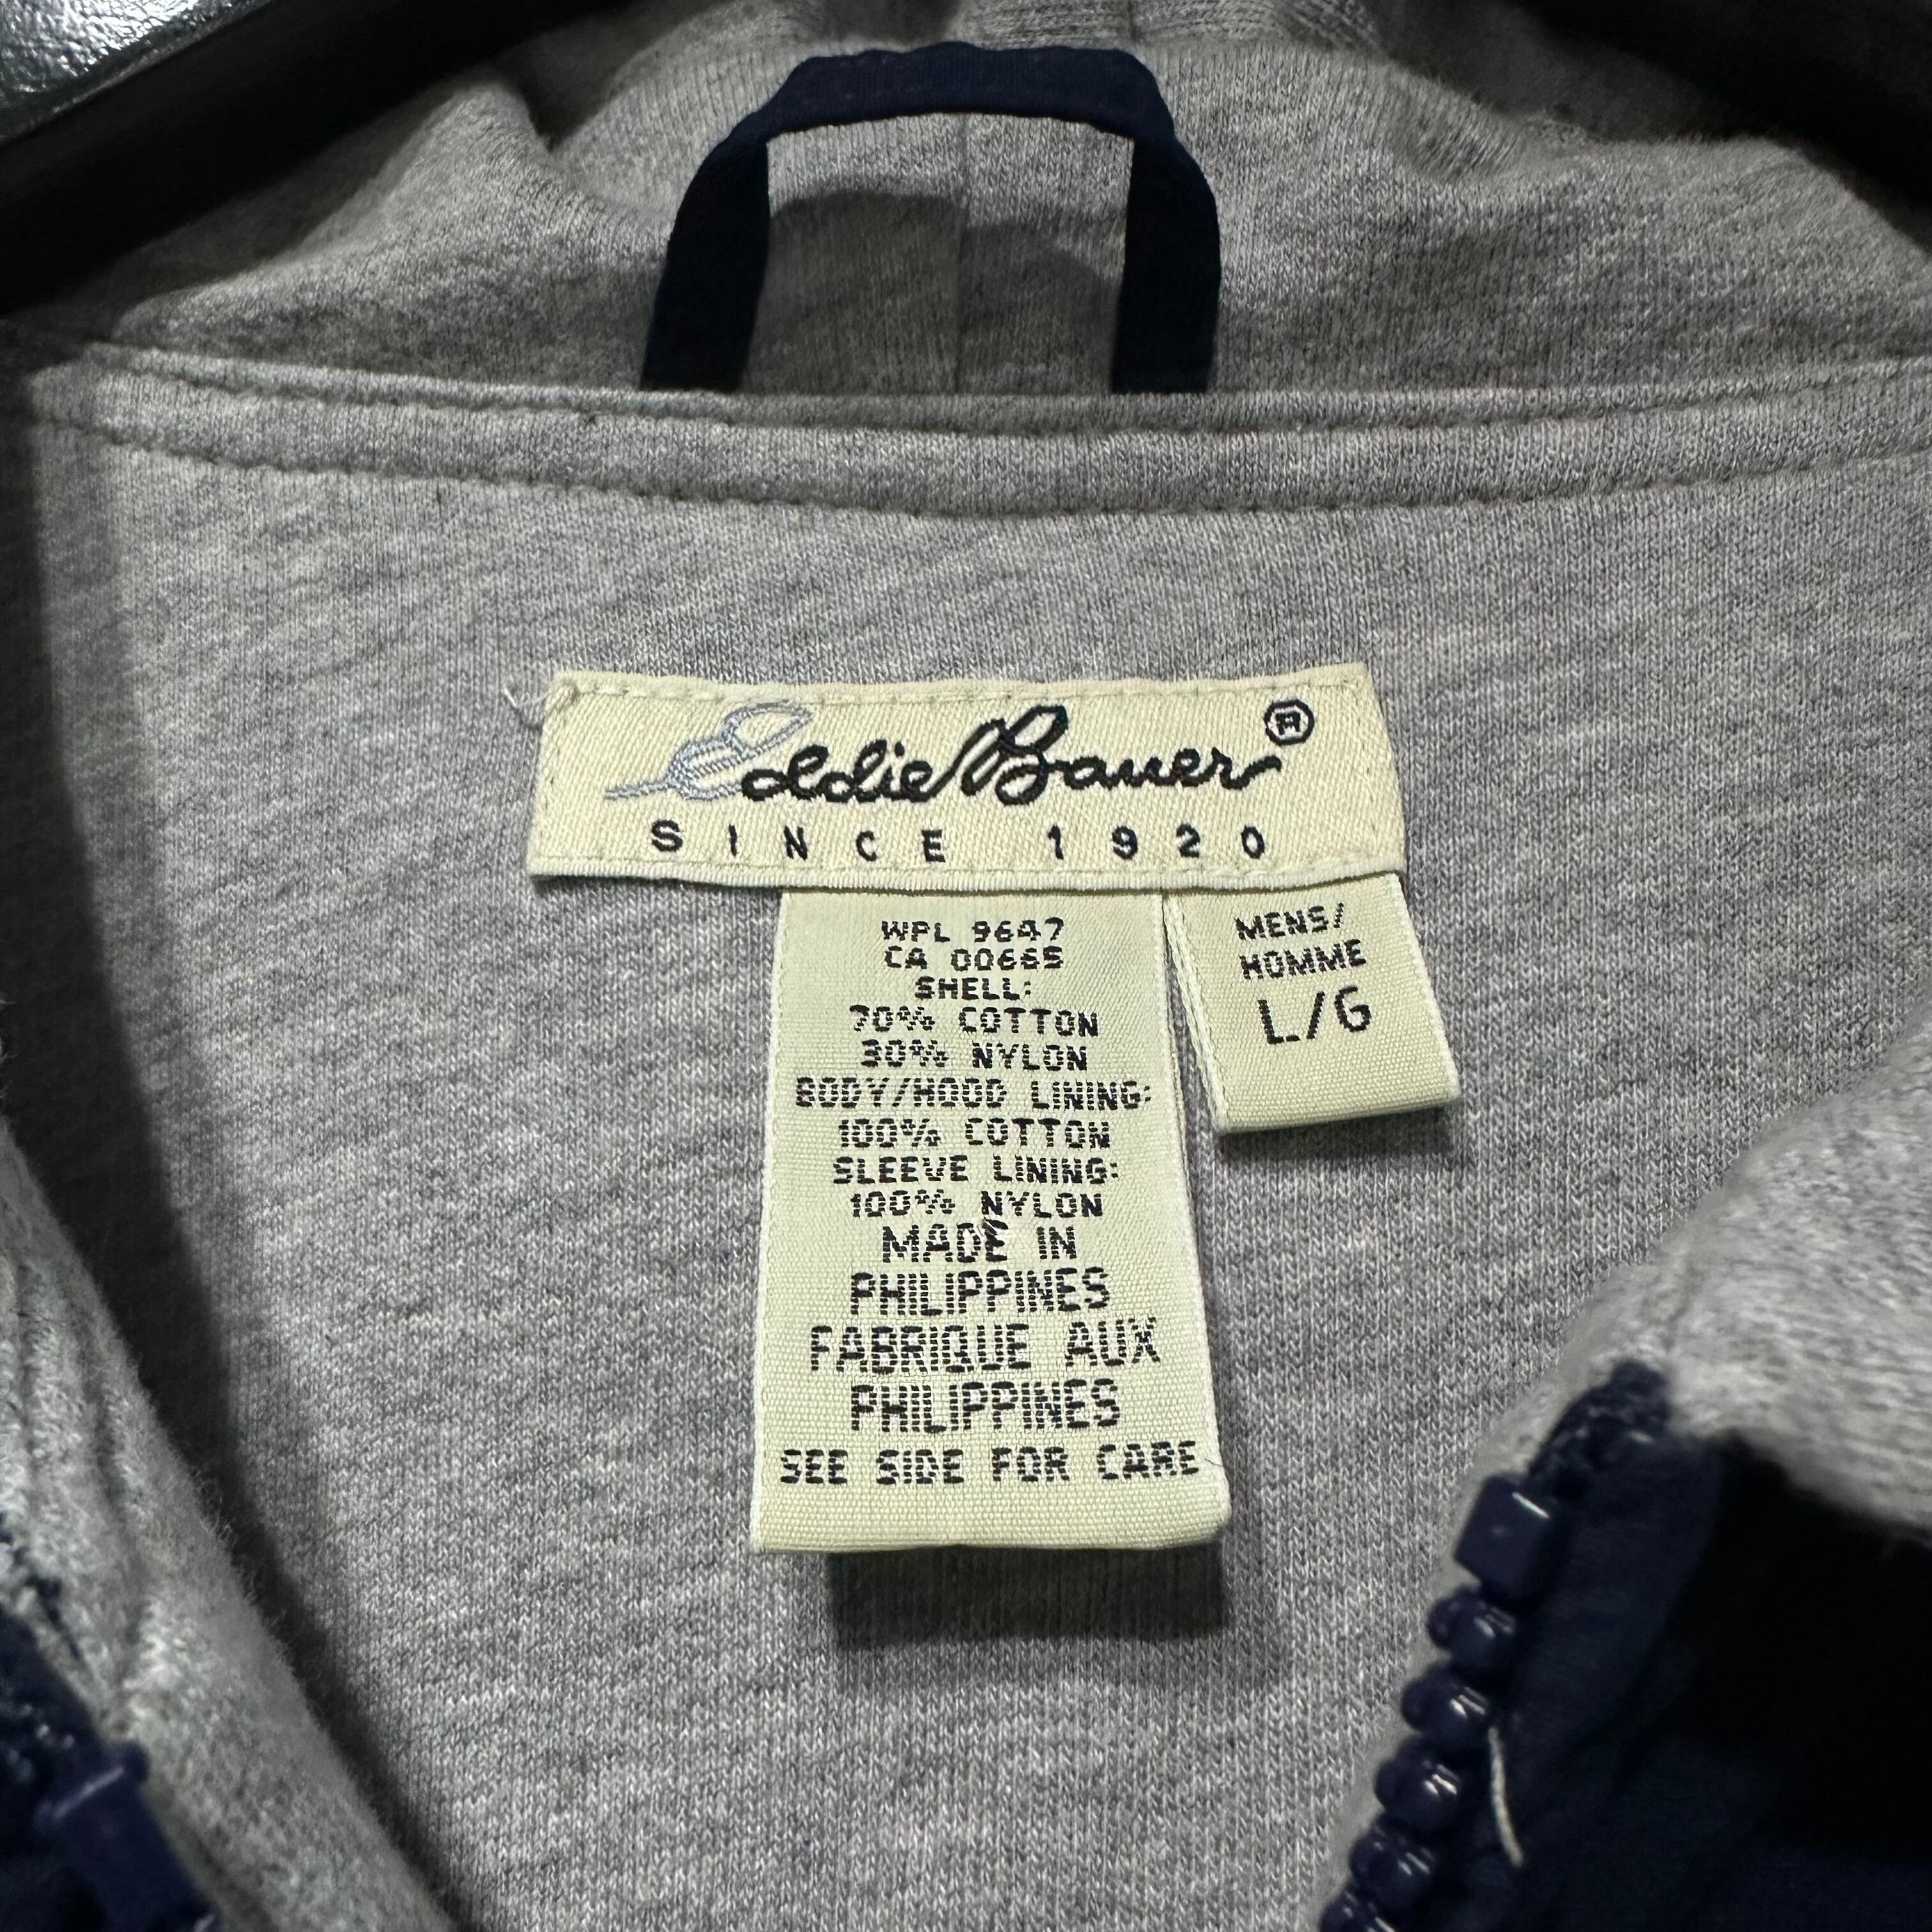 Eddie Bauer®
SINCE 1920
WPL 9647
CA 00665
SHELL:
70% COTTON
30% NYLON
BODY/HOOD LINING:
100% COTTON
SLEEVE LINING:
100% NYLON
MADE IN
PHILIPPINES
FABRIQUE AUX
PHILIPPINES
SEE SIDE FOR CARE
MENS/
HOMME
L/G